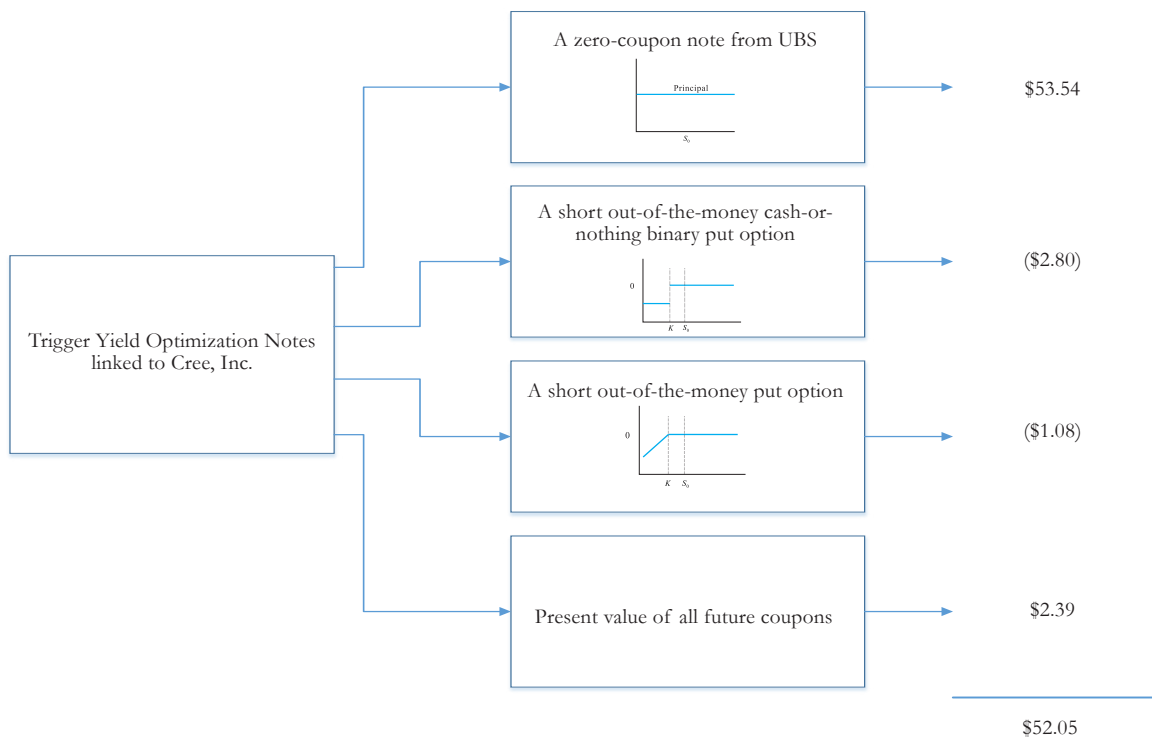 A zero-coupon note from UBS
Principal
S₀
$53.54
A short out-of-the-money cash-or-
nothing binary put option
0
K S₀
($2.80)
Trigger Yield Optimization Notes
linked to Cree, Inc.
A short out-of-the-money put option
0
K S₀
($1.08)
Present value of all future coupons
$2.39
$52.05